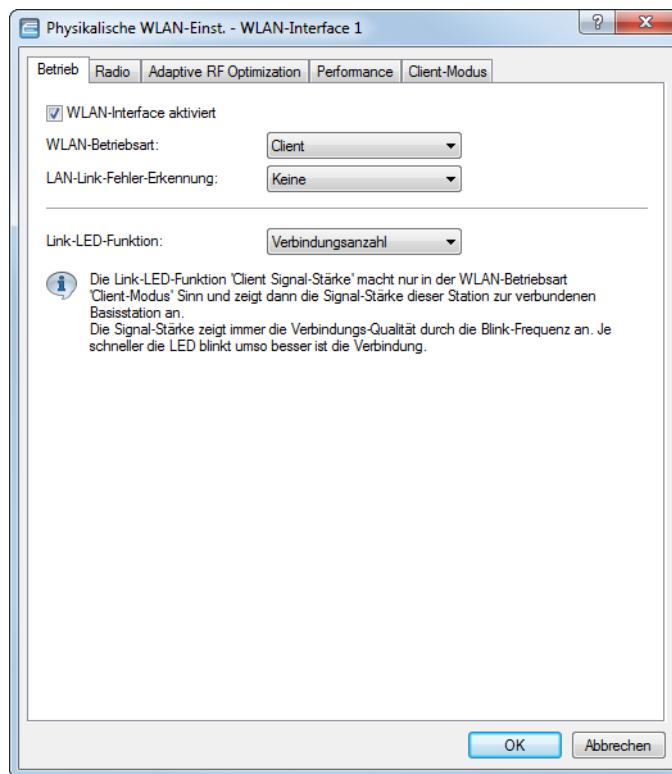 Physikalische WLAN-Einst. - WLAN-Interface 1
?
Betrieb Radio Adaptive RF Optimization Performance Client-Modus
WLAN-Interface aktiviert
WLAN-Betriebsart: Client
LAN-Link-Fehler-Erkennung: Keine
Link-LED-Funktion: Verbindungsanzahl
Die Link-LED-Funktion 'Client Signal-Stärke' macht nur in der WLAN-Betriebsart
'Client-Modus' Sinn und zeigt dann die Signal-Stärke dieser Station zur verbundenen
Basisstation an.
Die Signal-Stärke zeigt immer die Verbindungs-Qualität durch die Blink-Frequenz an. Je
schneller die LED blinkt umso besser ist die Verbindung.
OK Abbrechen